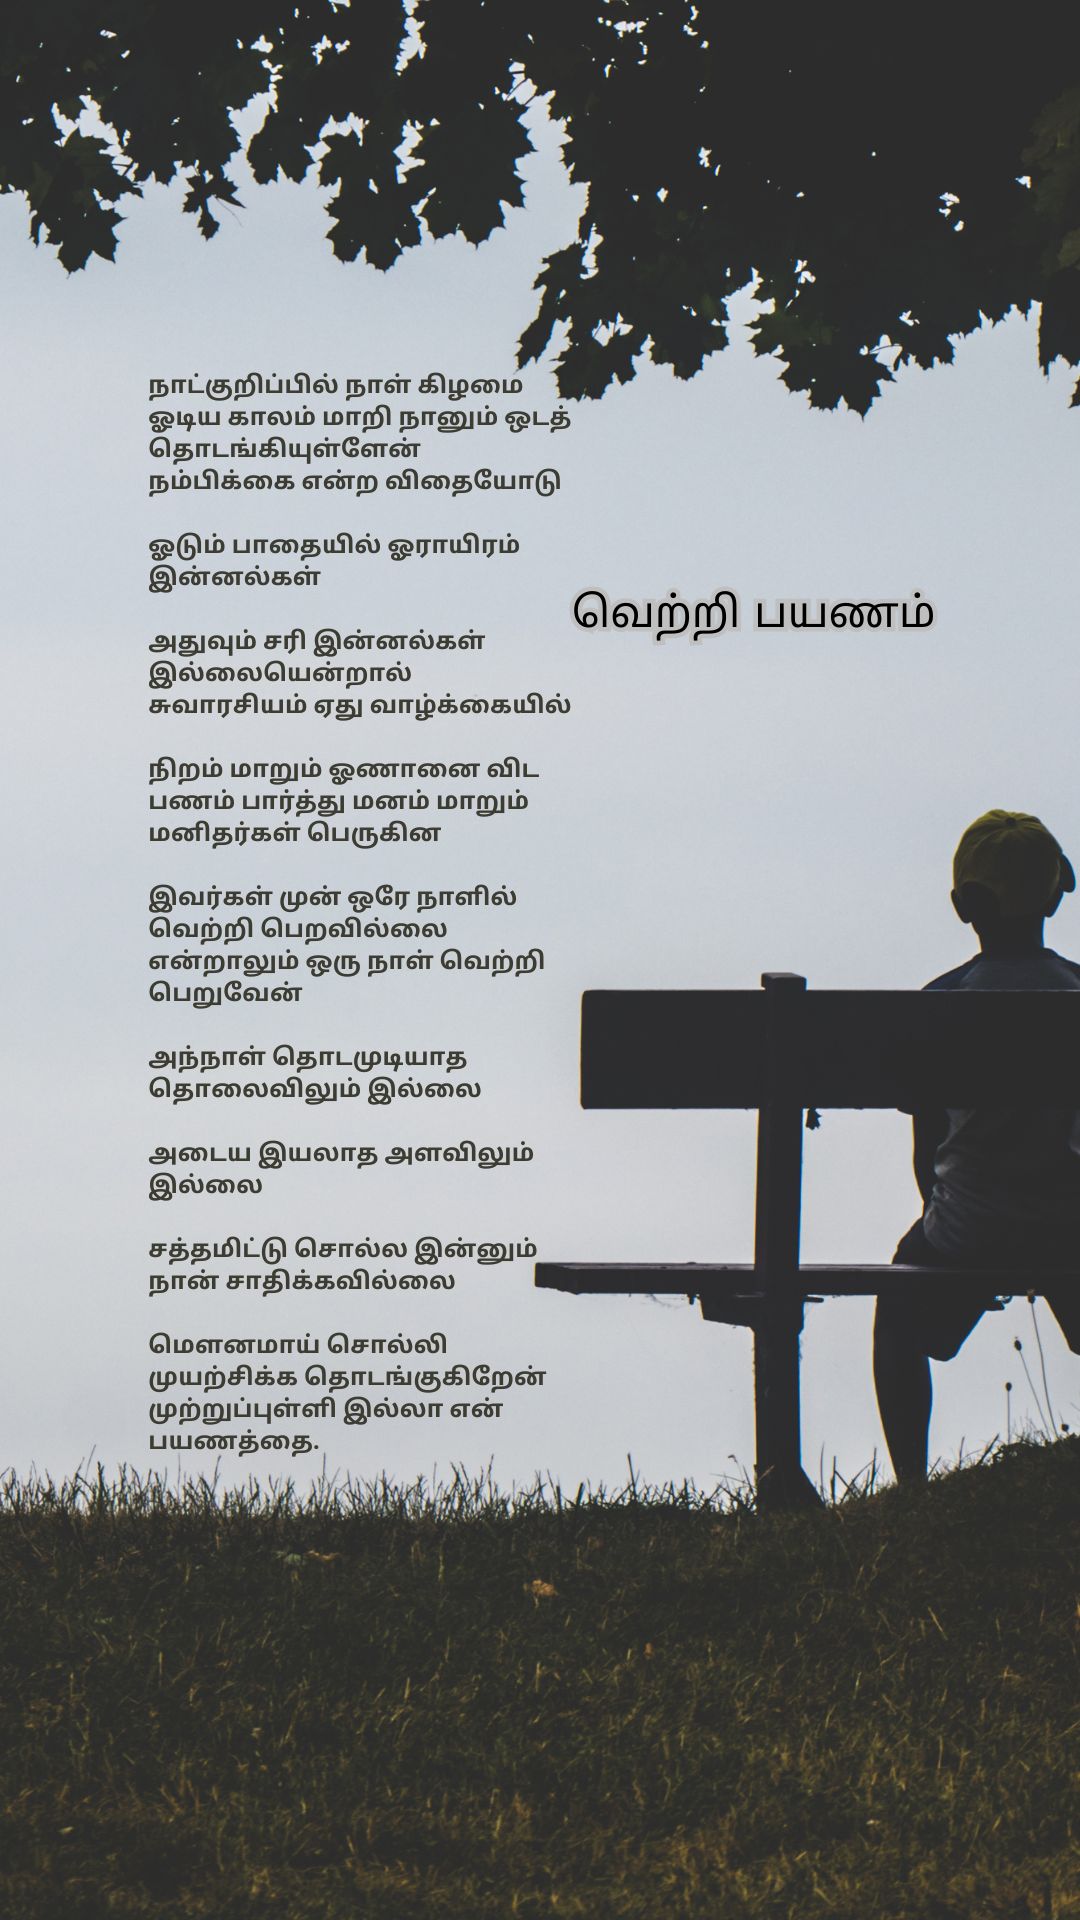 நாட்குறிப்பில் நாள் கிழமை
ஓடிய காலம் மாறி நானும் ஒடத்
தொடங்கியுள்ளேன்
நம்பிக்கை என்ற விதையோடு
ஓடும் பாதையில் ஓராயிரம்
இன்னல்கள்
வெற்றி பயணம்
அதுவும் சரி இன்னல்கள்
இல்லையென்றால்
சுவாரசியம் ஏது வாழ்க்கையில்
நிறம் மாறும் ஓணானை விட
பணம் பார்த்து மனம் மாறும்
மனிதர்கள் பெருகின
இவர்கள் முன் ஒரே நாளில்
வெற்றி பெறவில்லை
என்றாலும் ஒரு நாள் வெற்றி
பெறுவேன்
அந்நாள் தொடமுடியாத
தொலைவிலும் இல்லை
அடைய இயலாத அளவிலும்
இல்லை
சத்தமிட்டு சொல்ல இன்னும்
நான் சாதிக்கவில்லை
மௌனமாய் சொல்லி
முயற்சிக்க தொடங்குகிறேன்
முற்றுப்புள்ளி இல்லா என்
பயணத்தை.